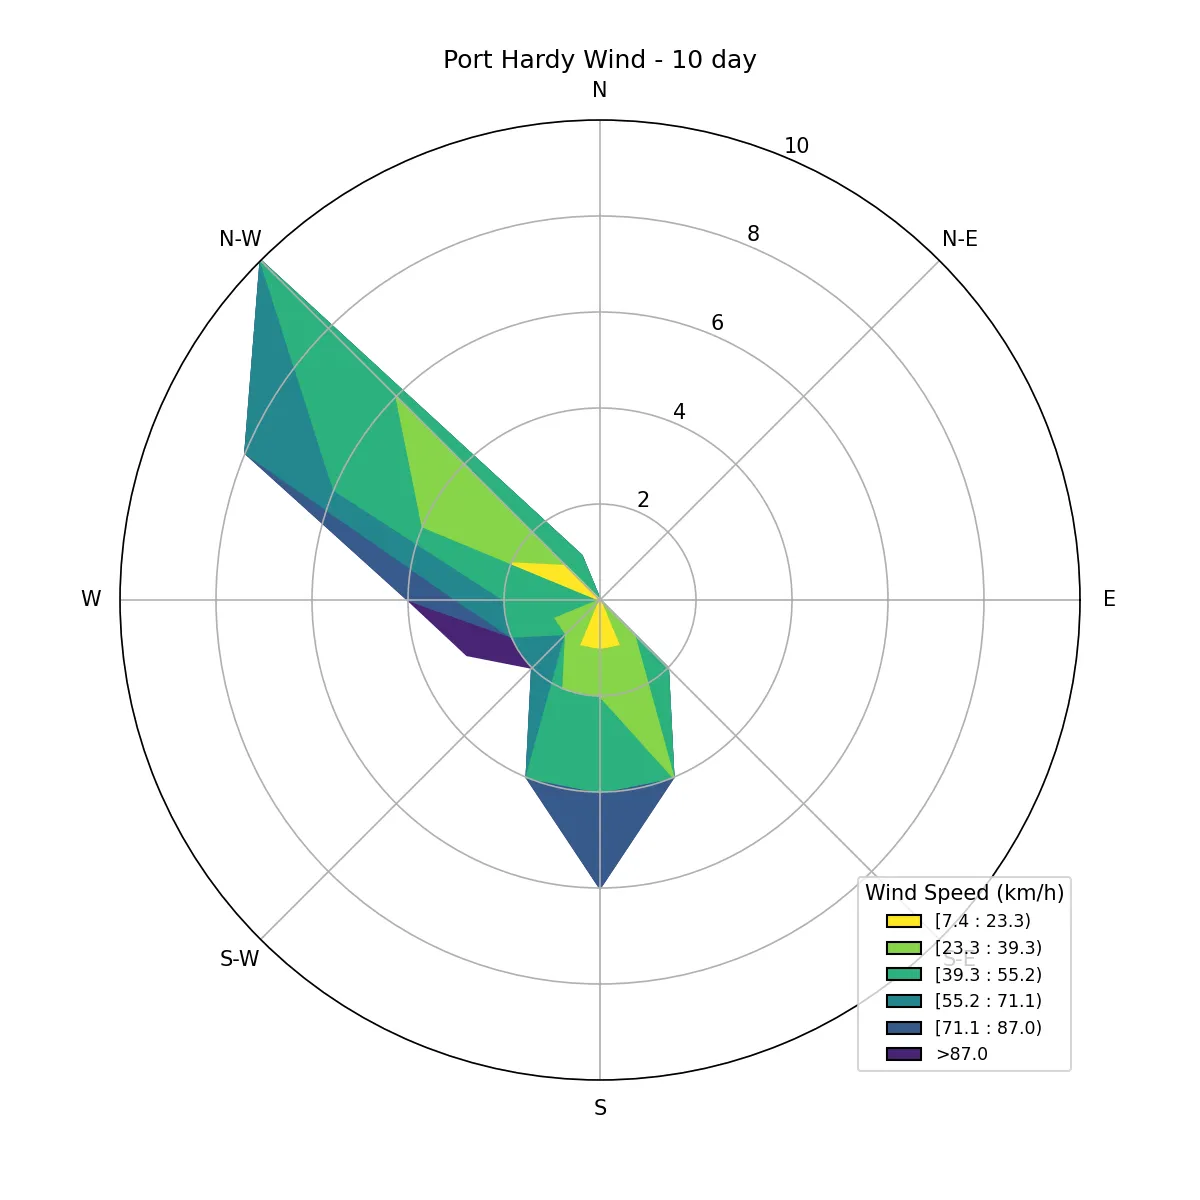 Port Hardy Wind - 10 day
N
10
N-W
N-E
8
6
4
2
W
E
S-W
S-E
S
Wind Speed (km/h)
[7.4 : 23.3)
[23.3 : 39.3)
[39.3 : 55.2)
[55.2 : 71.1)
[71.1 : 87.0)
>87.0